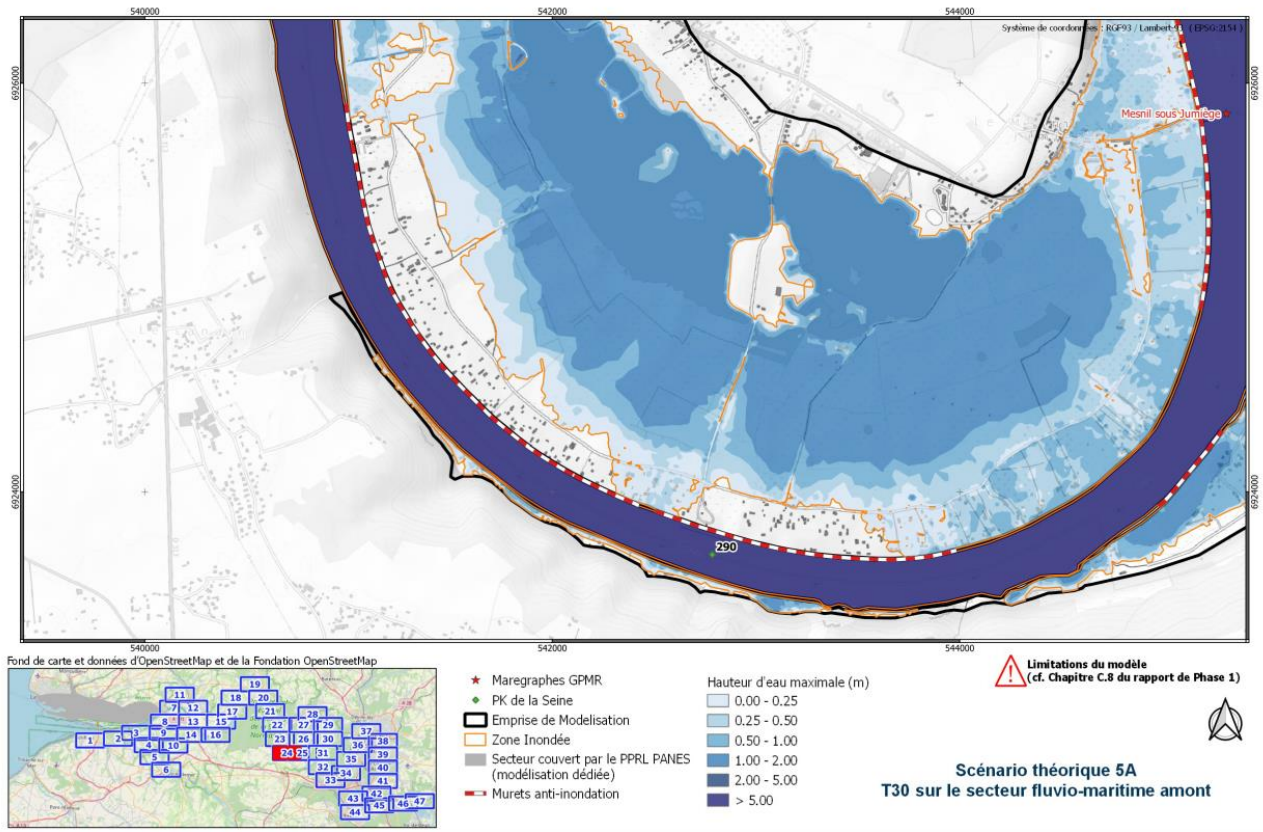 540000
542000
544000
Système de coordonnées : RGF93 / Lambert-93 ( EPSG:2154 )
6926000
6926000
Mesnil sous Jumiège
6924000
6924000
290
540000
542000
544000
Fond de carte et données d'OpenStreetMap et de la Fondation OpenStreetMap
19
11
18
20
7
12
17
21
28
8
13
15
22
27
29
37
1
2
3
9
14
16
23
26
30
36
38
4
10
24
25
31
35
39
5
32
40
6
33
34
41
42
43
45
46
47
44
Maregraphes GPMR
PK de la Seine
Emprise de Modelisation
Zone Inondée
Secteur couvert par le PPRL PANES
(modélisation dédiée)
Murets anti-inondation
Hauteur d'eau maximale (m)
0.00 - 0.25
0.25 - 0.50
0.50 - 1.00
1.00 - 2.00
2.00 - 5.00
> 5.00
Limitations du modèle
(cf. Chapitre C.8 du rapport de Phase 1)
Scénario théorique 5A
T30 sur le secteur fluvio-maritime amont